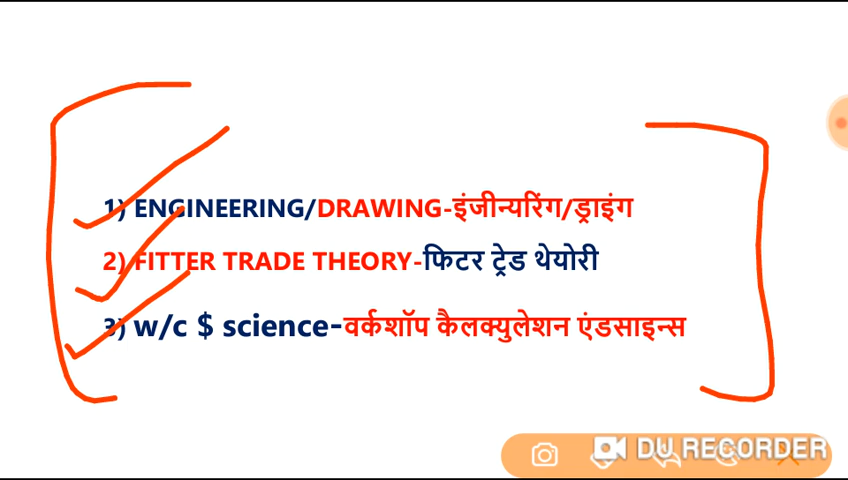 1) ENGINEERING/DRAWING-इंजीन्यरिंग/ड्राइंग
2) FITTER TRADE THEORY-फिटर ट्रेड थेयोरी
3) w/c $ science-वर्कशॉप कैलक्युलेशन एंडसाइन्स
DU RECORDER